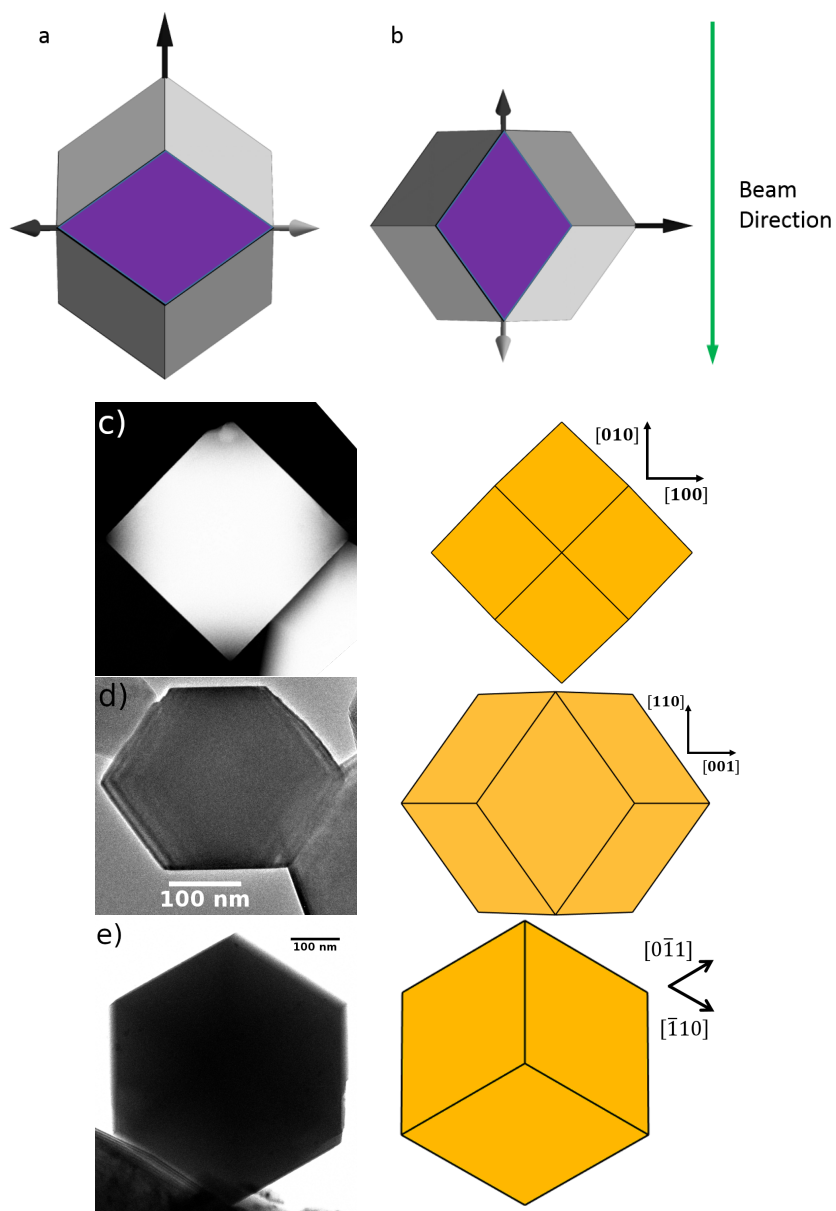 a
b
Beam
Direction
c)
[010]
[100]
d)
[110]
[001]
100 nm
e)
100 nm
[01̅1]
[1̅10]